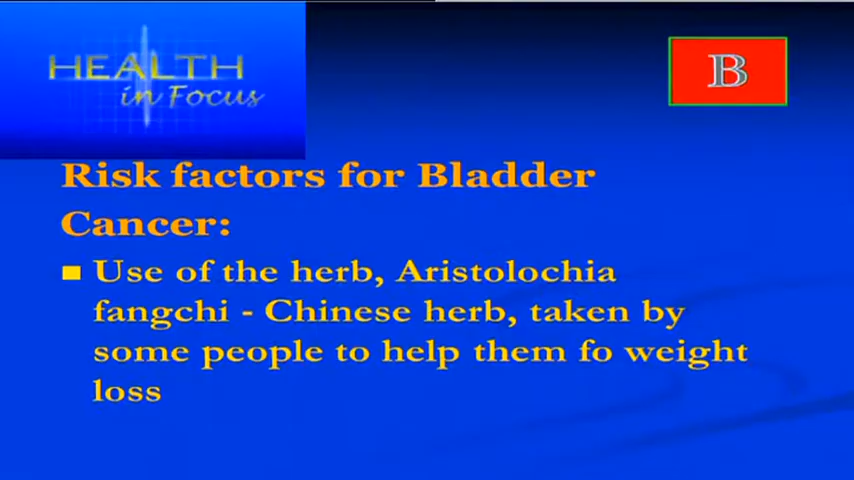 HEALTH
in Focus
B
Risk factors for Bladder
Cancer:
Use of the herb, Aristolochia
fangchi - Chinese herb, taken by
some people to help them fo weight
loss